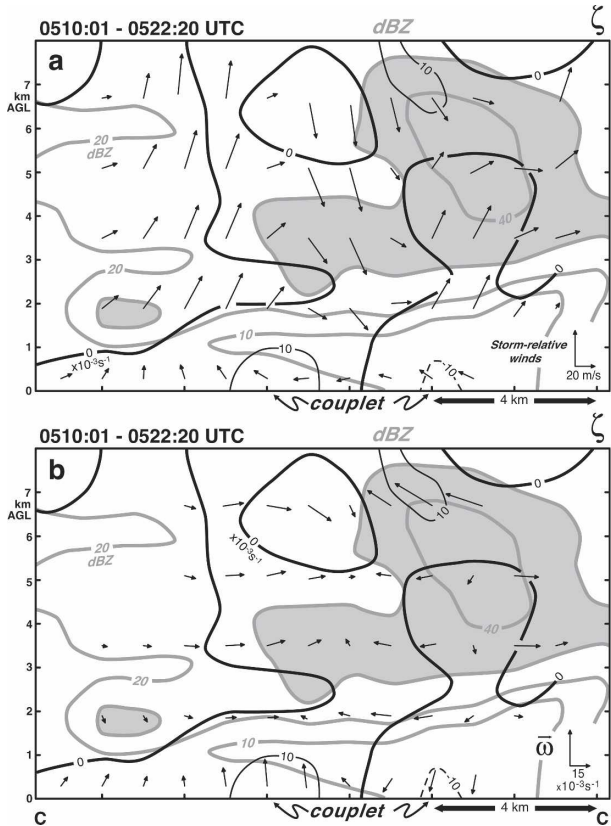 0510:01 - 0522:20 UTC dBZ ζ
a
7
km
AGL
6
5
4
3
2
1
0
10
0
20
dBZ
0
40
20
0
10
10
-10
0
x10⁻³s⁻¹
Storm-relative
winds
20 m/s
couplet
4 km
0510:01 - 0522:20 UTC dBZ ζ
b
7
km
AGL
6
5
4
3
2
1
0
10
0
20
dBZ
0
x10⁻³s⁻¹
40
20
0
10
0
10
-10
ω̅
15
x10⁻³s⁻¹
couplet
4 km
C C